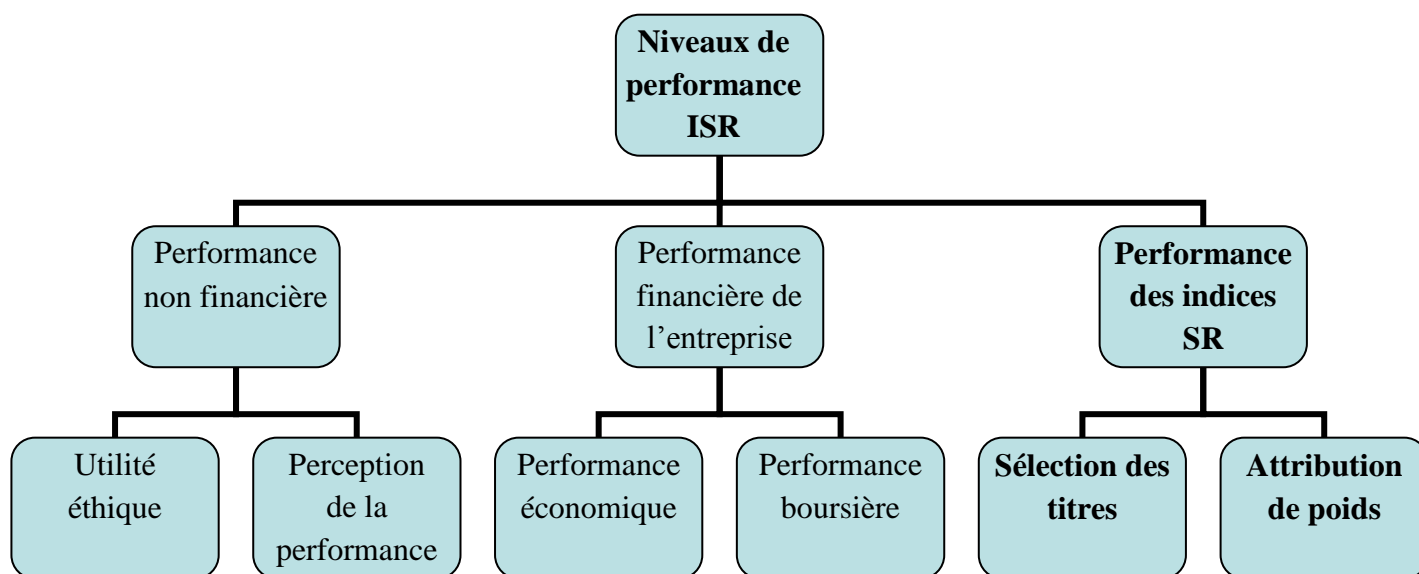 Niveaux de
performance
ISR
Performance
non financière
Performance
financière de
l’entreprise
Performance
des indices
SR
Utilité
éthique
Perception
de la
performance
Performance
économique
Performance
boursière
Sélection des
titres
Attribution
de poids